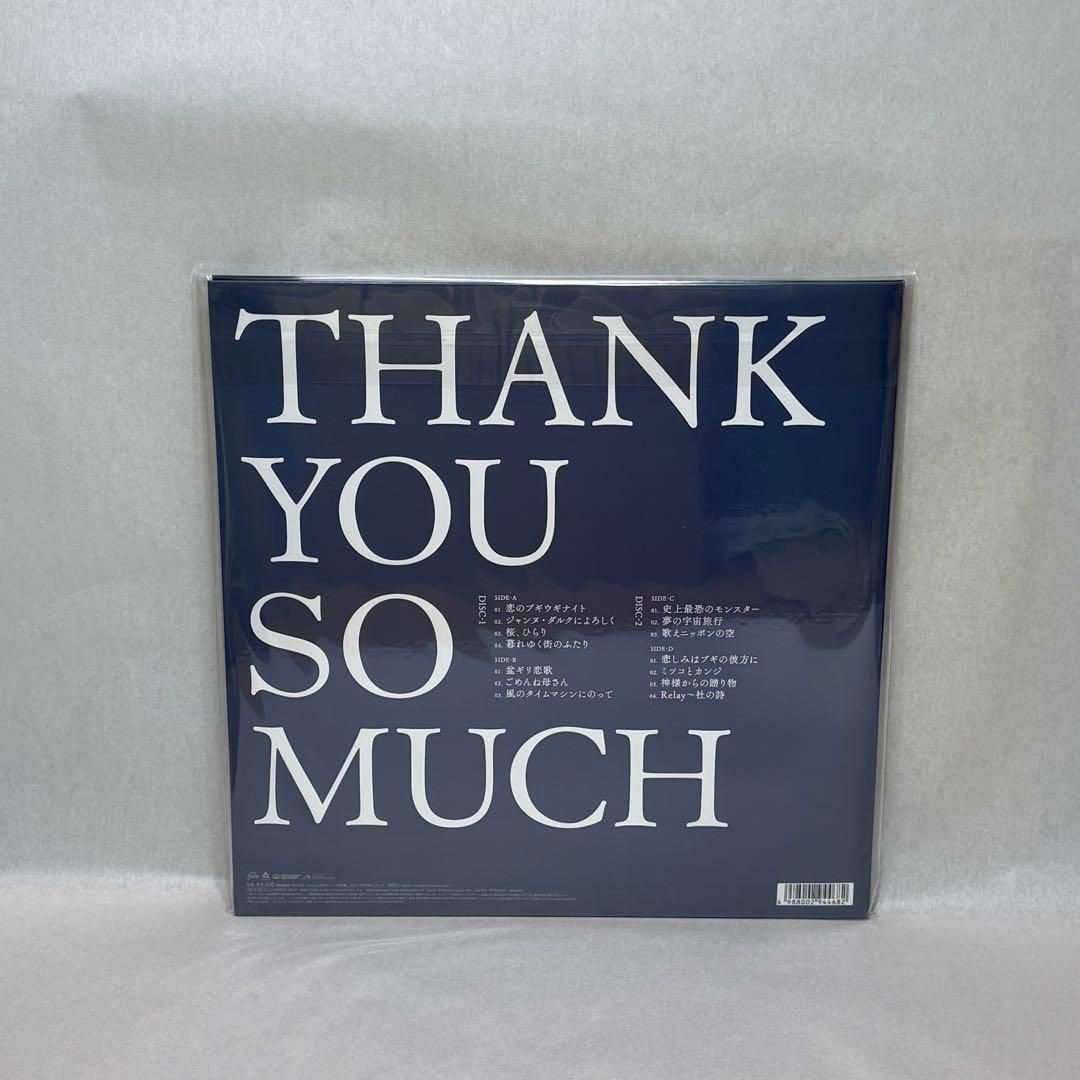 THANK
YOU
SO
MUCH
DISC-1
SIDE-A
01. 恋のブギウギナイト
02. ジャンヌ・ダルクによろしく
03. 桜、ひらり
04. 暮れゆく街のふたり
SIDE-B
01. 盆ギリ恋歌
02. ごめんね母さん
03. 風のタイムマシンにのって
DISC-2
SIDE-C
01. 史上最恐のモンスター
02. 夢の宇宙旅行
03. 歌えニッポンの空
SIDE-D
01. 悲しみはブギの彼方に
02. ミツコとカンジ
03. 神様からの贈り物
04. Relay〜杜の詩
4 988002 944682